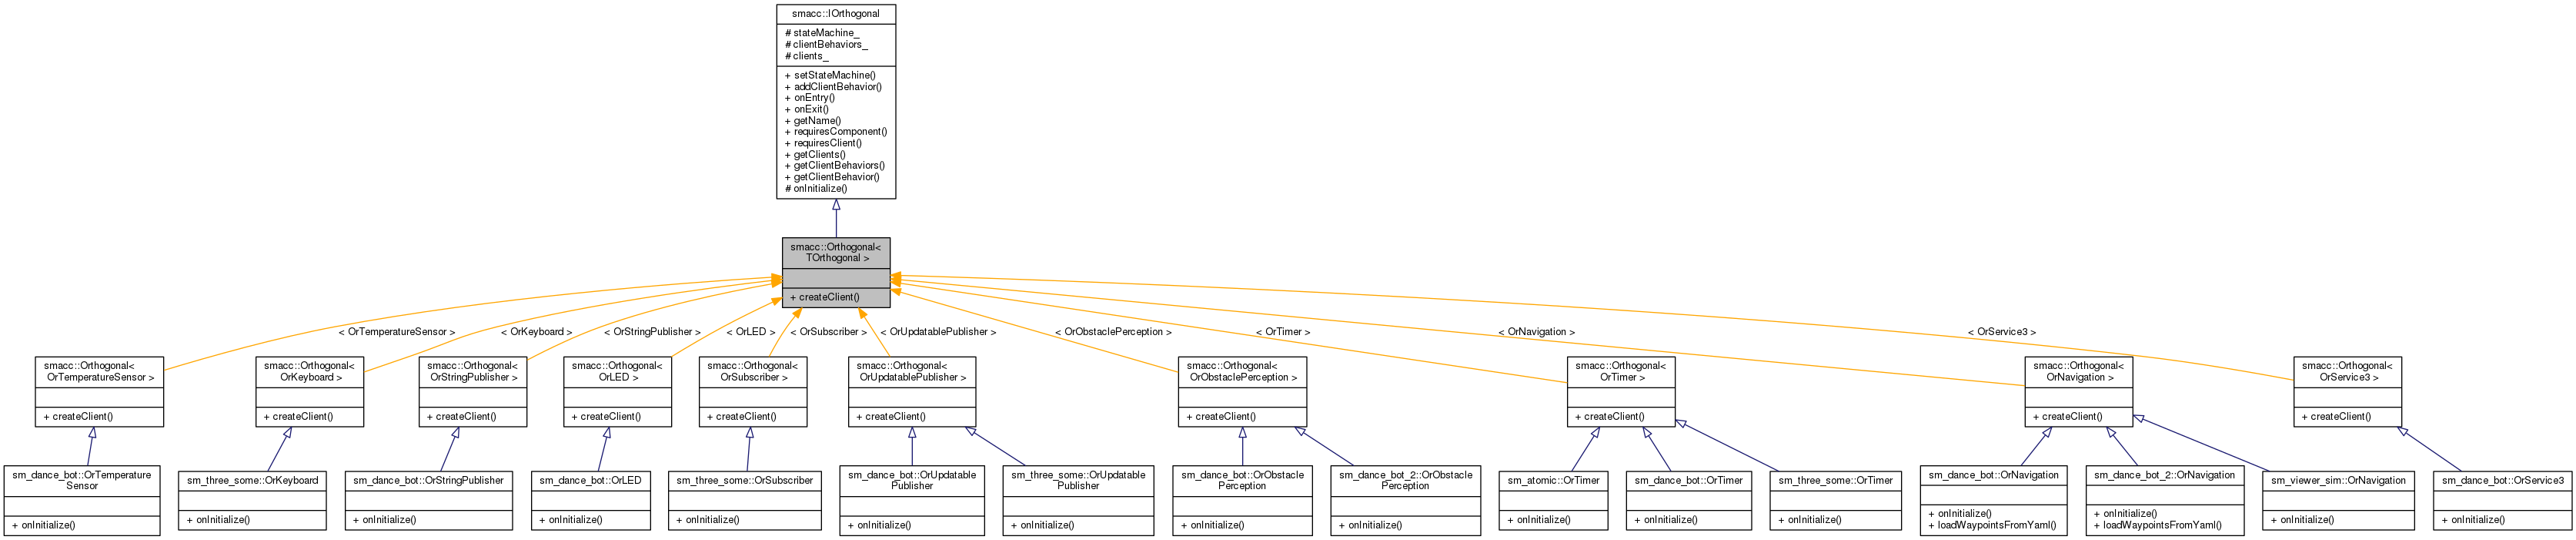 smacc::IOrthogonal
# stateMachine_
# clientBehaviors_
# clients_
+ setStateMachine()
+ addClientBehavior()
+ onEntry()
+ onExit()
+ getName()
+ requiresComponent()
+ requiresClient()
+ getClients()
+ getClientBehaviors()
+ getClientBehavior()
# onInitialize()
smacc::Orthogonal<
TOrthogonal >
+ createClient()
< OrTemperatureSensor >
< OrKeyboard >
< OrStringPublisher >
< OrLED >
< OrSubscriber >
< OrUpdatablePublisher >
< OrObstaclePerception >
< OrTimer >
< OrNavigation >
< OrService3 >
smacc::Orthogonal<
OrTemperatureSensor >
+ createClient()
smacc::Orthogonal<
OrKeyboard >
+ createClient()
smacc::Orthogonal<
OrStringPublisher >
+ createClient()
smacc::Orthogonal<
OrLED >
+ createClient()
smacc::Orthogonal<
OrSubscriber >
+ createClient()
smacc::Orthogonal<
OrUpdatablePublisher >
+ createClient()
smacc::Orthogonal<
OrObstaclePerception >
+ createClient()
smacc::Orthogonal<
OrTimer >
+ createClient()
smacc::Orthogonal<
OrNavigation >
+ createClient()
smacc::Orthogonal<
OrService3 >
+ createClient()
sm_dance_bot::OrTemperature
Sensor
+ onInitialize()
sm_three_some::OrKeyboard
+ onInitialize()
sm_dance_bot::OrStringPublisher
+ onInitialize()
sm_dance_bot::OrLED
+ onInitialize()
sm_three_some::OrSubscriber
+ onInitialize()
sm_dance_bot::OrUpdatable
Publisher
+ onInitialize()
sm_three_some::OrUpdatable
Publisher
+ onInitialize()
sm_dance_bot::OrObstacle
Perception
+ onInitialize()
sm_dance_bot_2::OrObstacle
Perception
+ onInitialize()
sm_atomic::OrTimer
+ onInitialize()
sm_dance_bot::OrTimer
+ onInitialize()
sm_three_some::OrTimer
+ onInitialize()
sm_dance_bot::OrNavigation
+ onInitialize()
+ loadWaypointsFromYaml()
sm_dance_bot_2::OrNavigation
+ onInitialize()
+ loadWaypointsFromYaml()
sm_viewer_sim::OrNavigation
+ onInitialize()
sm_dance_bot::OrService3
+ onInitialize()